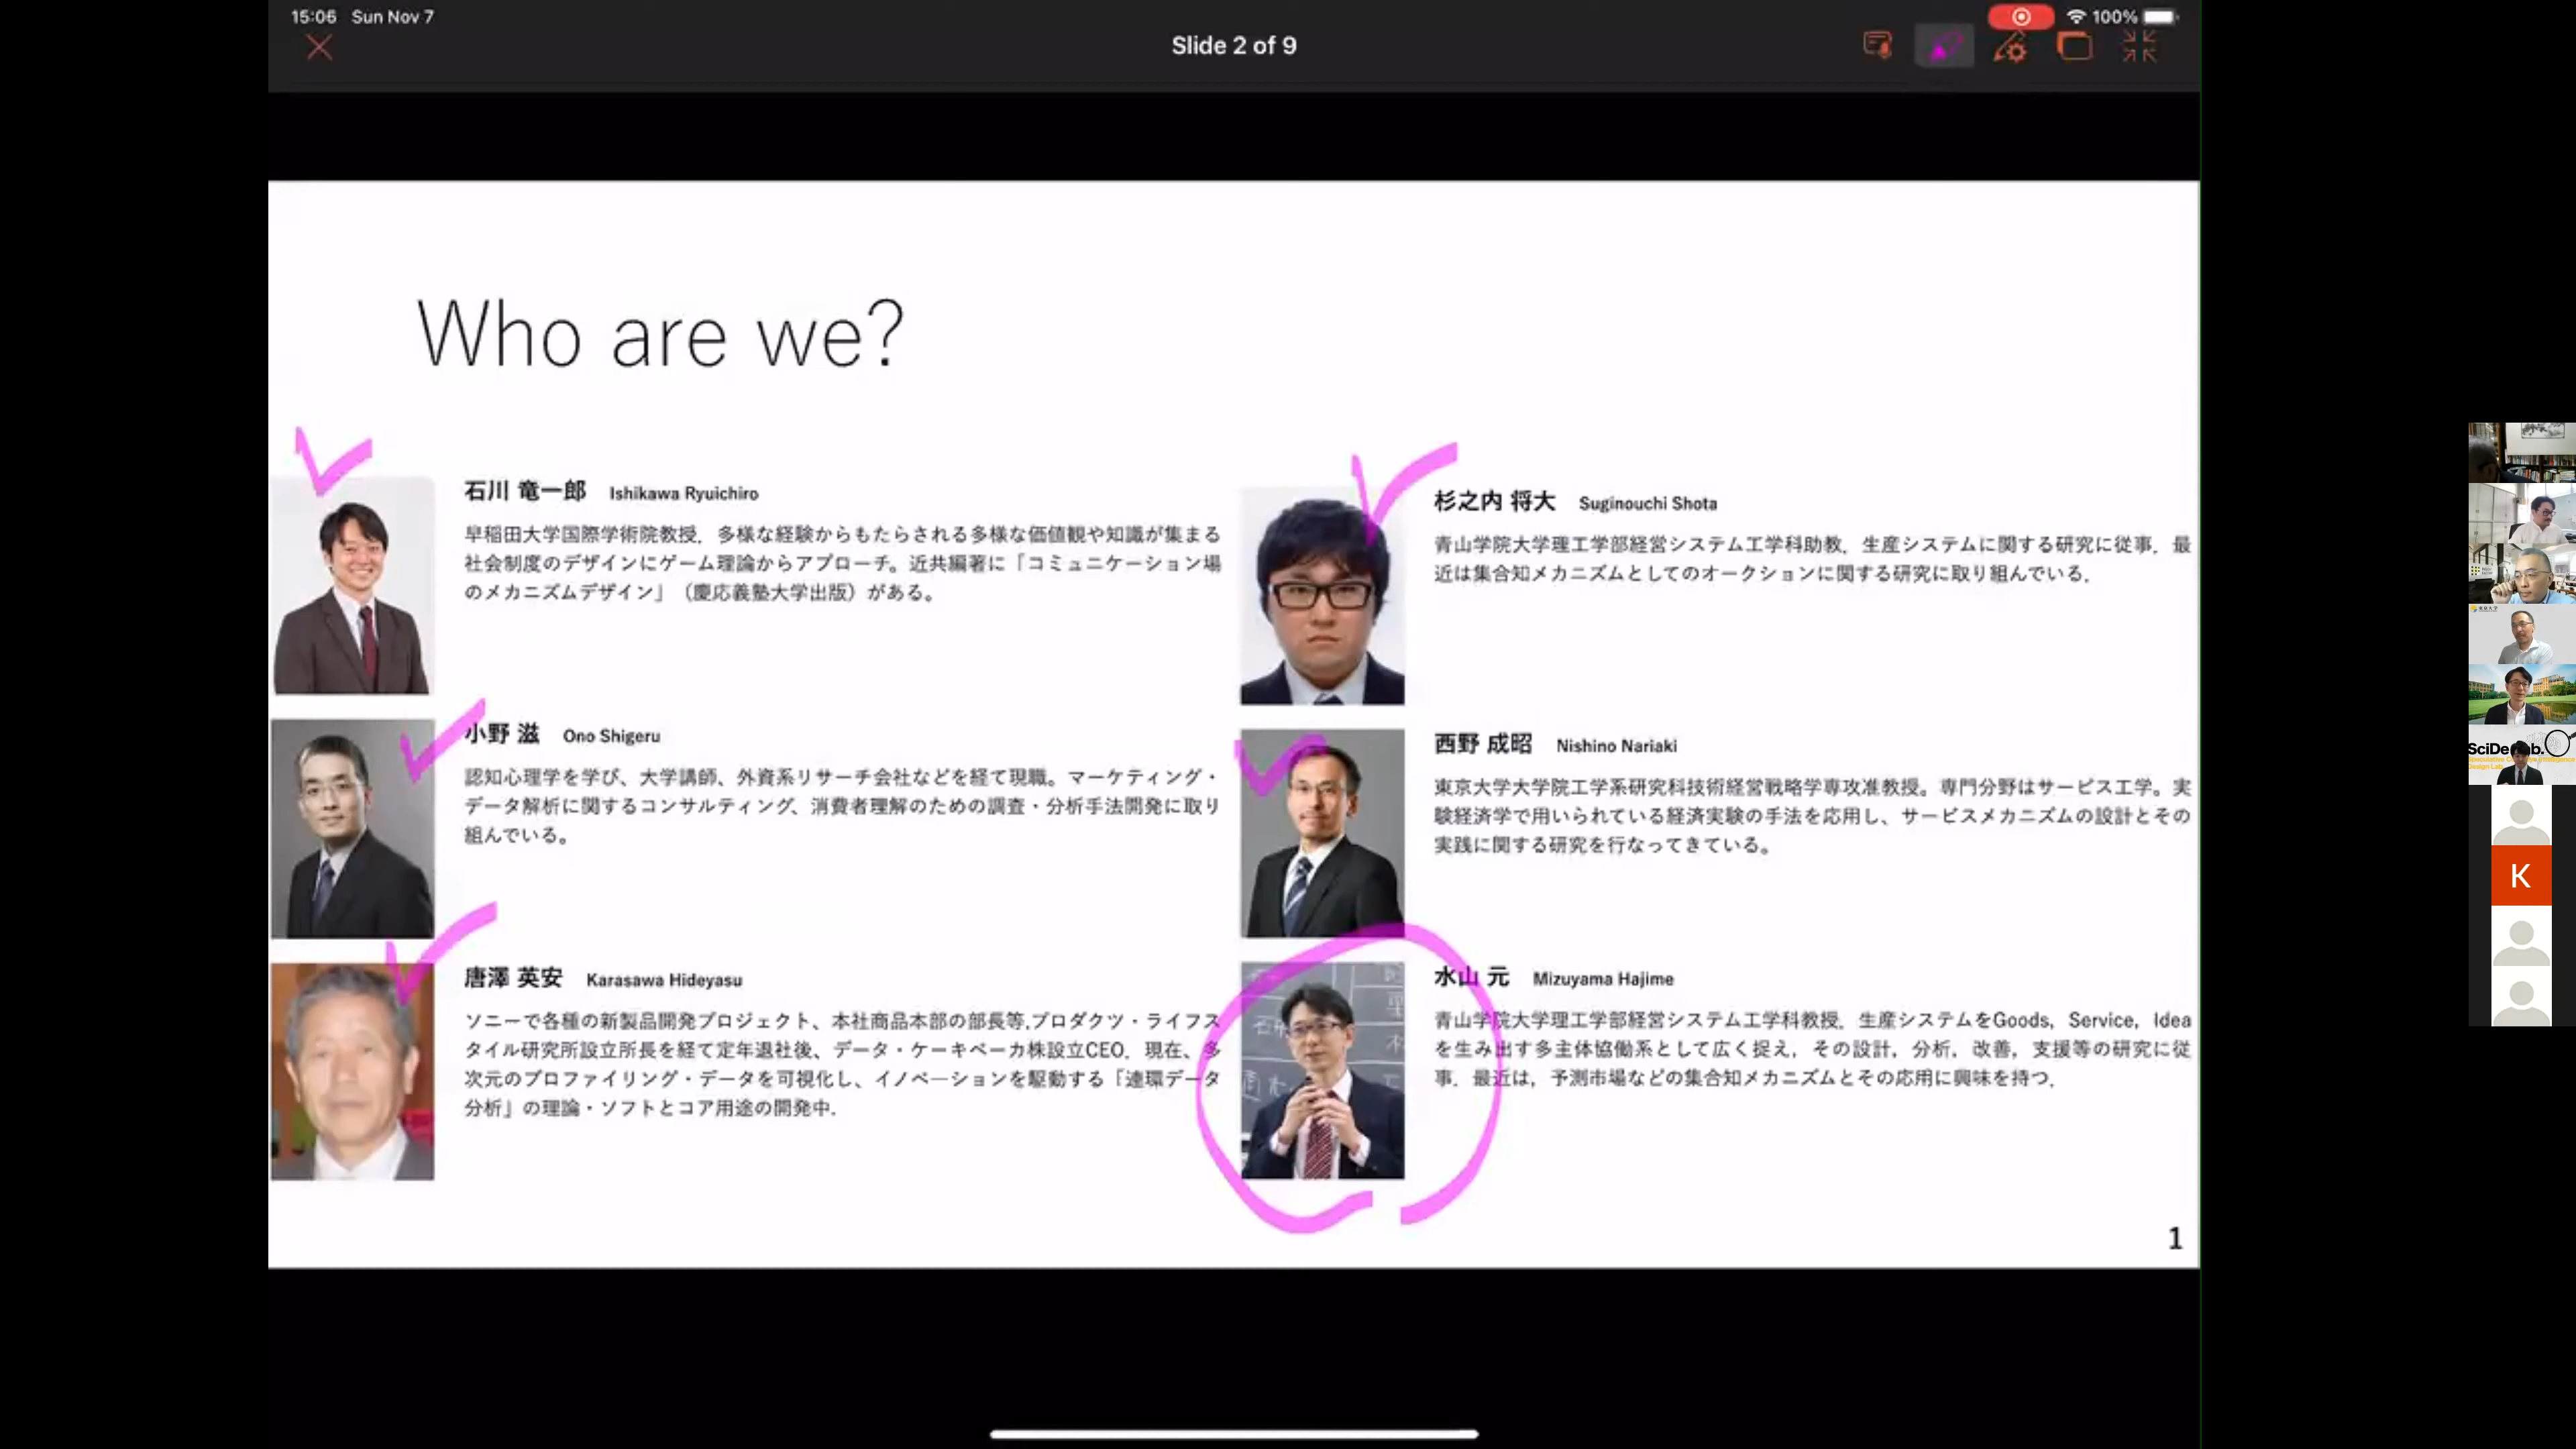 15:06 Sun Nov 7
100%
Slide 2 of 9
Who are we?
石川 竜一郎 Ishikawa Ryuichiro
早稲田大学国際学術院教授．多様な経験からもたらされる多様な価値観や知識が集まる
社会制度のデザインにゲーム理論からアプローチ。近共編著に「コミュニケーション場
のメカニズムデザイン」（慶応義塾大学出版）がある。
小野 滋 Ono Shigeru
認知心理学を学び、大学講師、外資系リサーチ会社などを経て現職。マーケティング・
データ解析に関するコンサルティング、消費者理解のための調査・分析手法開発に取り
組んでいる。
唐澤 英安 Karasawa Hideyasu
ソニーで各種の新製品開発プロジェクト、本社商品本部の部長等,プロダクツ・ライフス
タイル研究所設立所長を経て定年退社後、データ・ケーキベーカ株設立CEO．現在、多
次元のプロファイリング・データを可視化し、イノベーションを駆動する「連環データ
分析」の理論・ソフトとコア用途の開発中．
杉之内 将大 Suginouchi Shota
青山学院大学理工学部経営システム工学科助教．生産システムに関する研究に従事．最
近は集合知メカニズムとしてのオークションに関する研究に取り組んでいる．
西野 成昭 Nishino Nariaki
東京大学大学院工学系研究科技術経営戦略学専攻准教授。専門分野はサービス工学。実
験経済学で用いられている経済実験の手法を応用し、サービスメカニズムの設計とその
実践に関する研究を行なってきている。
水山 元 Mizuyama Hajime
青山学院大学理工学部経営システム工学科教授．生産システムをGoods，Service，Idea
を生み出す多主体協働系として広く捉え，その設計，分析，改善，支援等の研究に従
事．最近は，予測市場などの集合知メカニズムとその応用に興味を持つ．
1
K